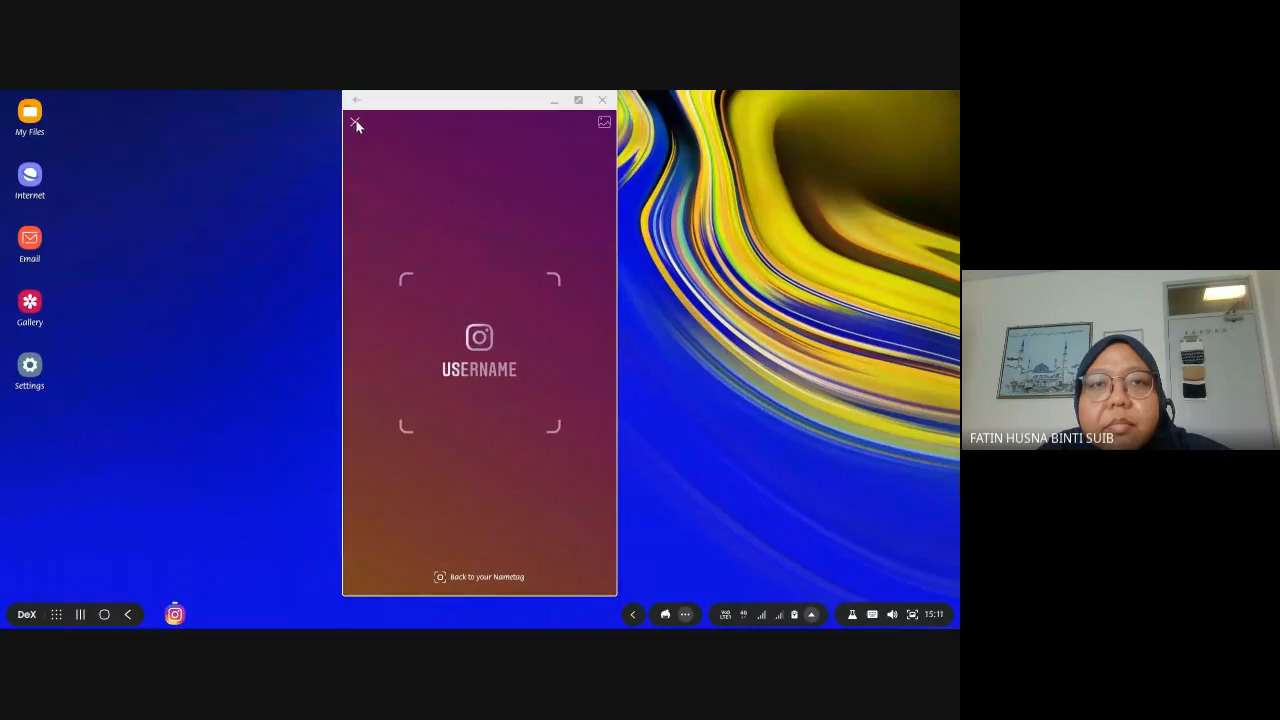 My Files
Internet
Email
Gallery
Settings
USERNAME
Back to your Nametag
DeX
15:11
FATIN HUSNA BINTI SUIB